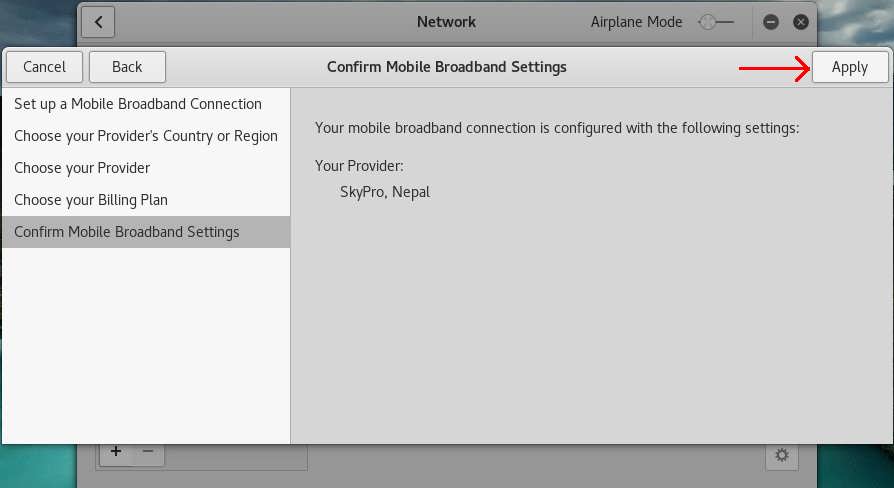 Network
Airplane Mode
Cancel
Back
Confirm Mobile Broadband Settings
Apply
Set up a Mobile Broadband Connection
Choose your Provider's Country or Region
Choose your Provider
Choose your Billing Plan
Confirm Mobile Broadband Settings
Your mobile broadband connection is configured with the following settings:
Your Provider:
SkyPro, Nepal